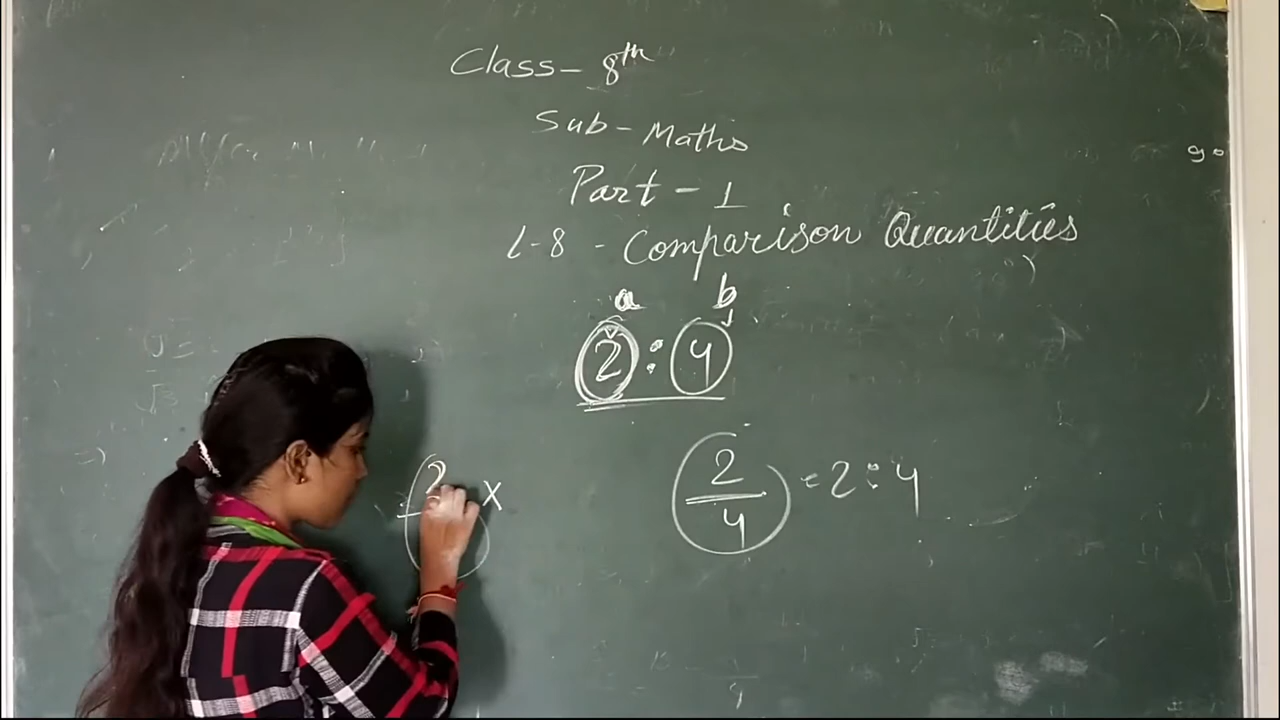 Class- 8th
Sub- Maths
Part - 1
L-8 - Comparison Quantities
a b
2 : 4
2/4 = 2 : 4
2 X